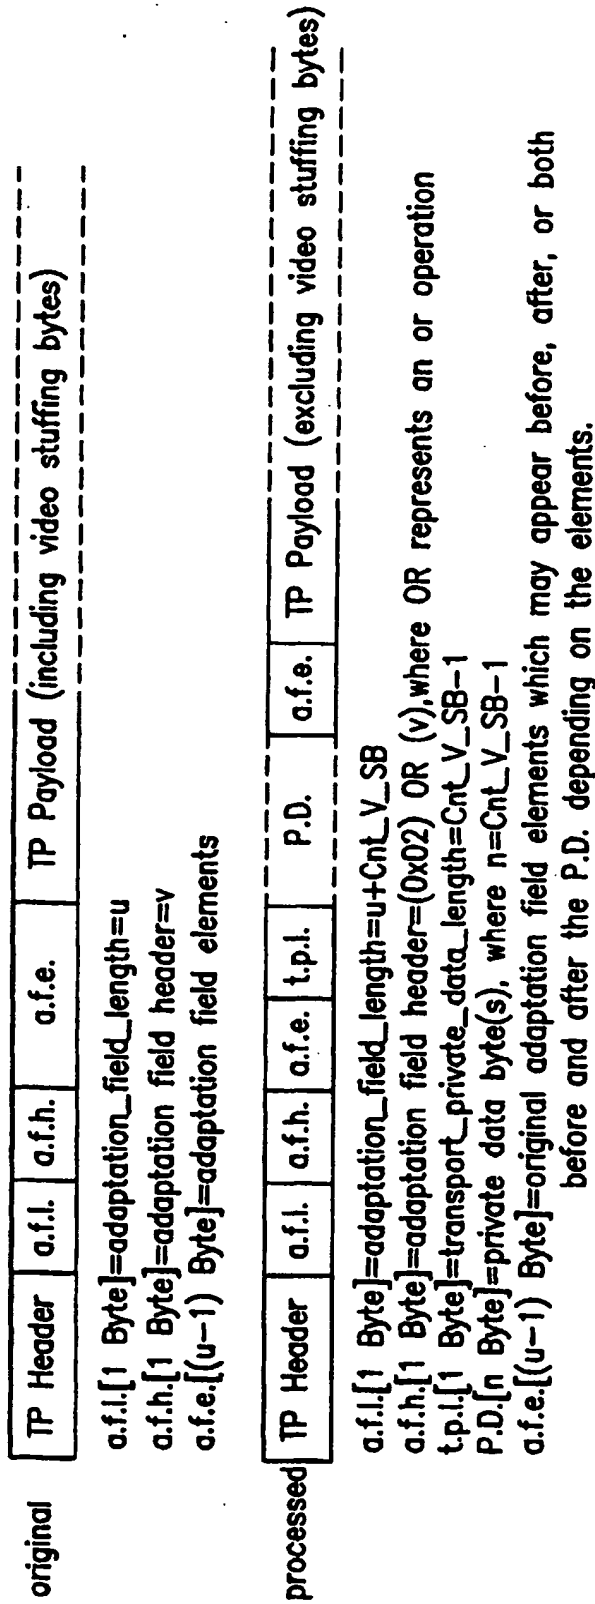 original TP Header a.f.l. a.f.h. a.f.e. TP Payload (including video stuffing bytes)
a.f.l.[1 Byte]=adaptation_field_length=u
a.f.h.[1 Byte]=adaptation field header=v
a.f.e.[(u-1) Byte]=adaptation field elements
processed TP Header a.f.l. a.f.h. a.f.e. t.p.l. P.D. a.f.e. TP Payload (excluding video stuffing bytes)
a.f.l.[1 Byte]=adaptation_field_length=u+Cnt_V_SB
a.f.h.[1 Byte]=adaptation field header=(0x02) OR (v),where OR represents an or operation
t.p.l.[1 Byte]=transport_private_data_length=Cnt_V_SB-1
P.D.[n Byte]=private data byte(s), where n=Cnt_V_SB-1
a.f.e.[(u-1) Byte]=original adaptation field elements which may appear before, after, or both
before and after the P.D. depending on the elements.